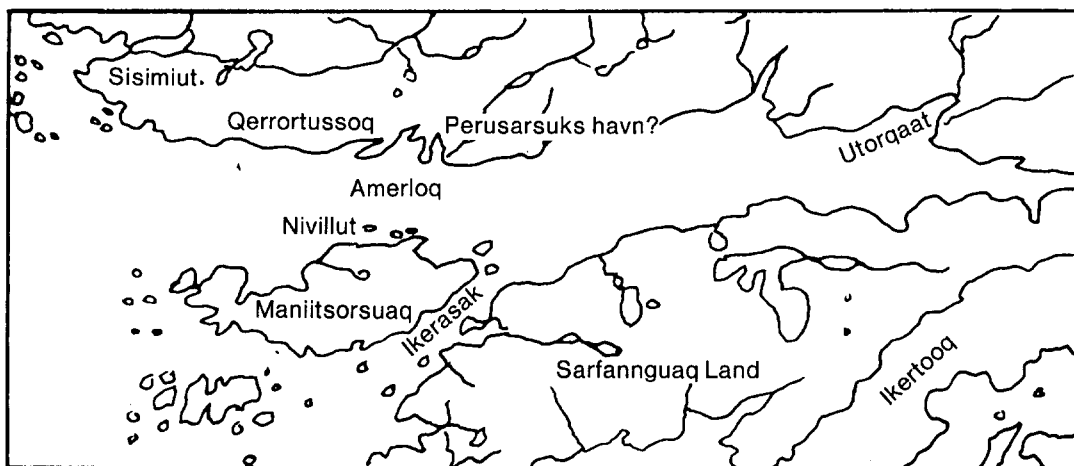 Sisimiut.
Qerrortussoq
Perusarsuks havn?
Utorqaat
Amerloq
Nivillut
Maniitsorsuaq
Ikerasak
Sarfannguaq Land
Ikertooq